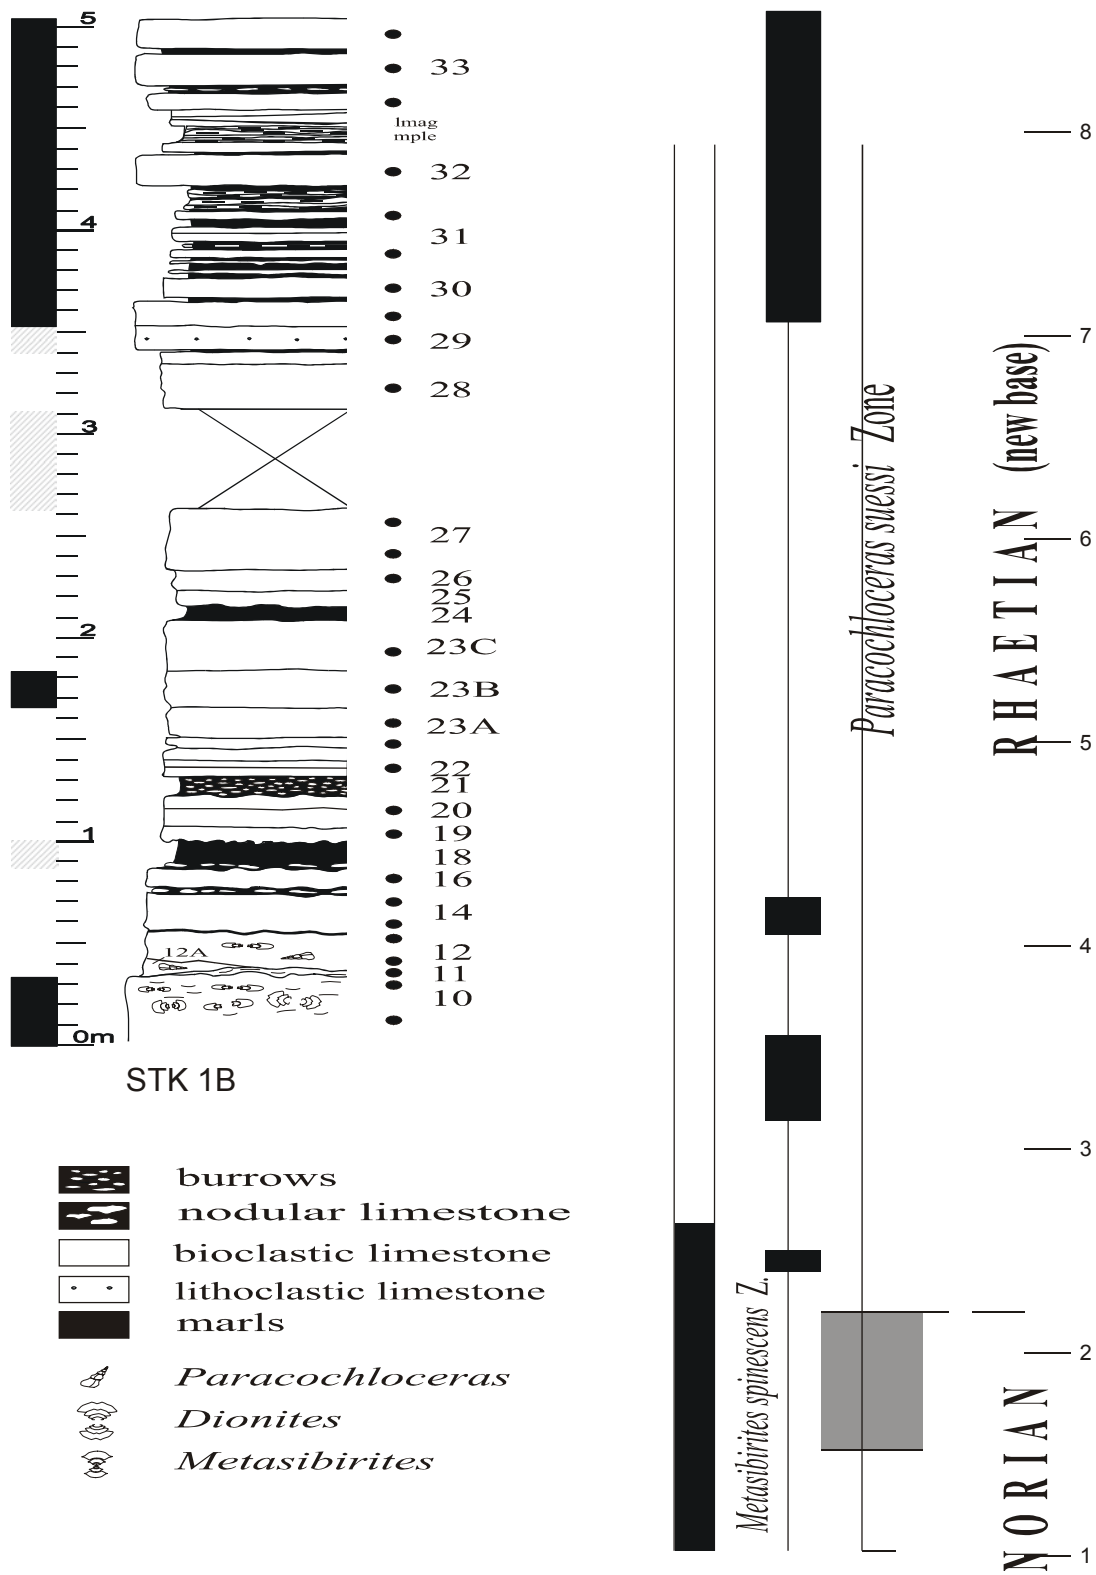 5
33
Imag
mple
8
32
4
31
30
7
29
28
3
Paracochloceras suessi Zone
RHAETIAN (new base)
27
6
26
25
24
2
23C
23B
23A
5
22
21
20
1
19
18
16
14
12A
12
4
11
10
0m
STK 1B
3
burrows
nodular limestone
bioclastic limestone
lithoclastic limestone
marls
Metasibirites spinescens Z.
2
Paracochloceras
Dionites
Metasibirites
NORIAN
1